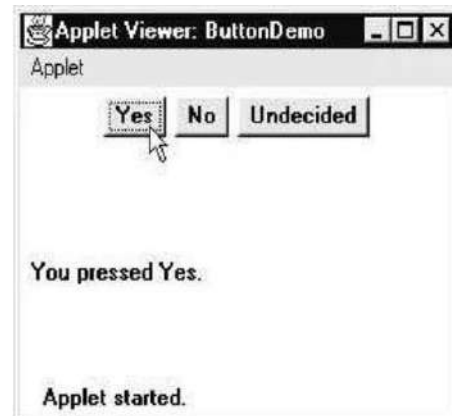 Applet Viewer: ButtonDemo
Applet
Yes No Undecided
You pressed Yes.
Applet started.